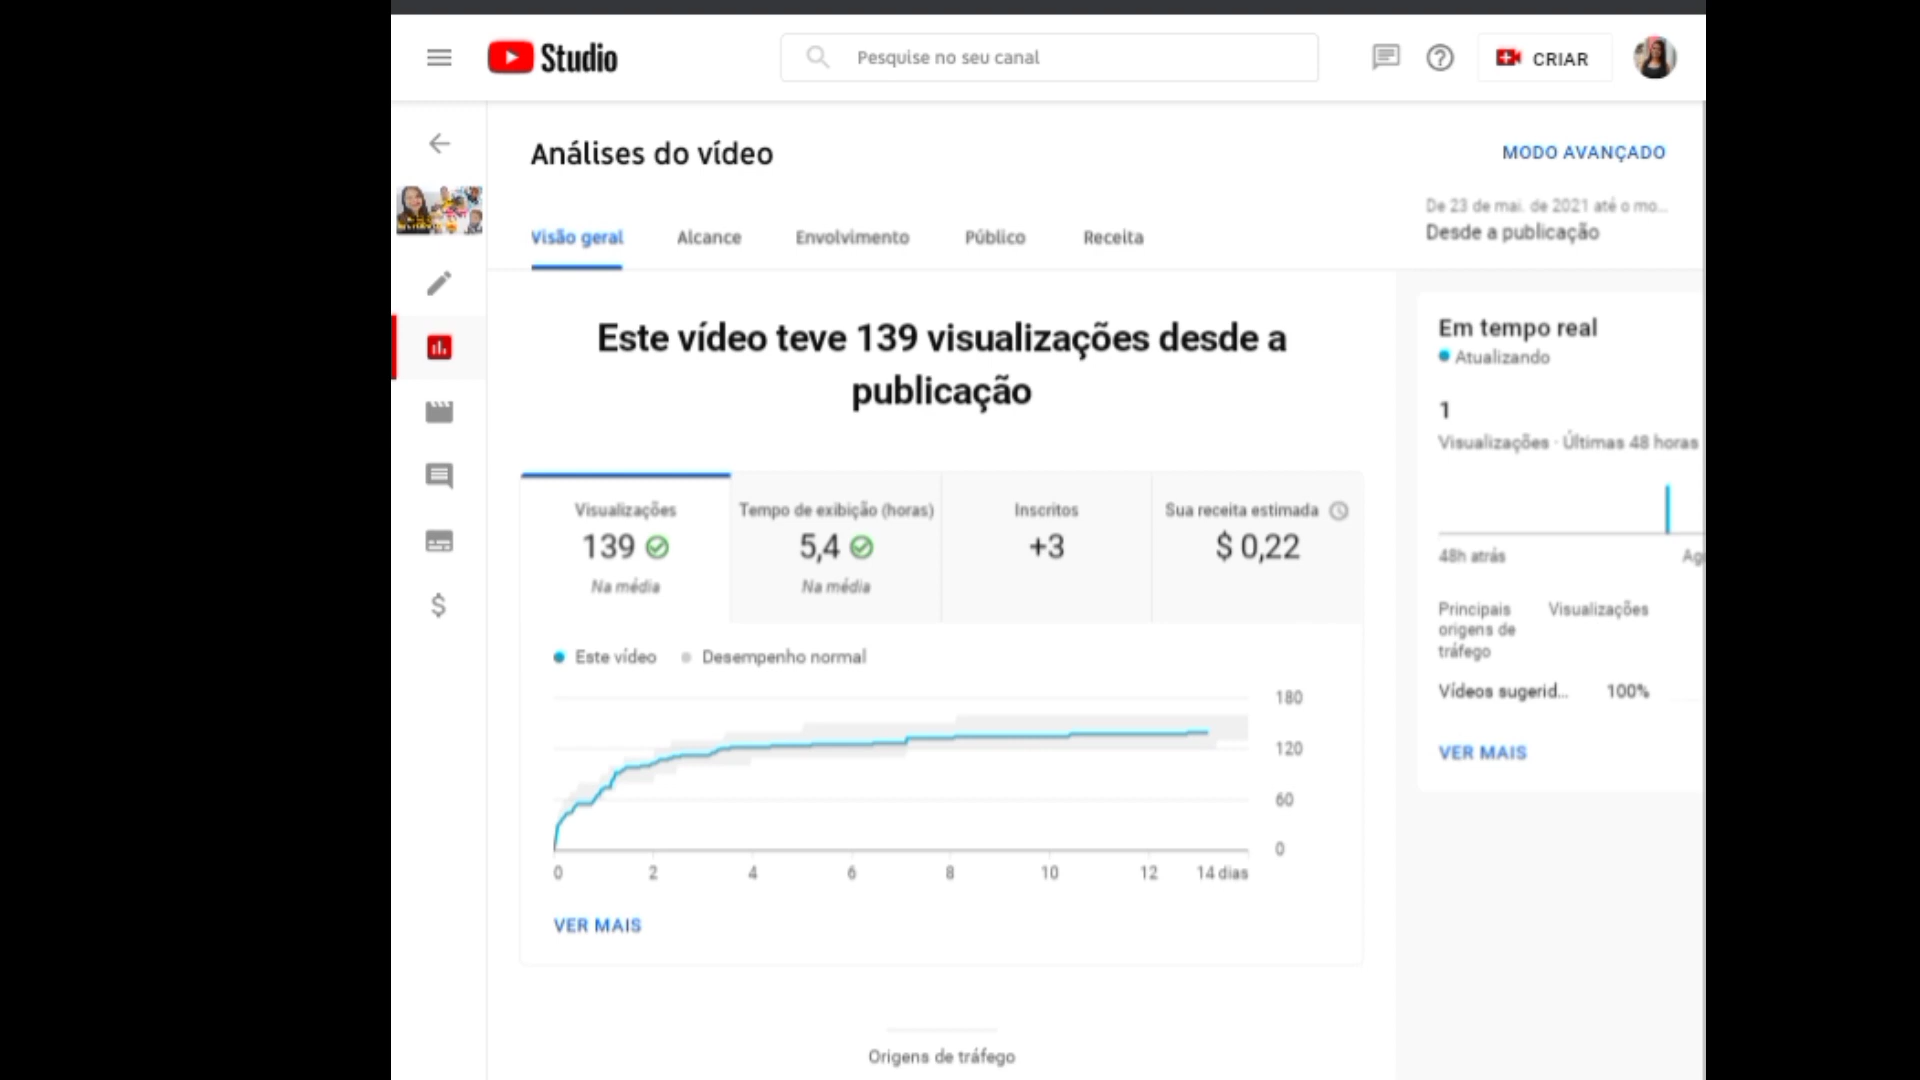 Studio
Pesquise no seu canal
CRIAR
Análises do vídeo
MODO AVANÇADO
De 23 de mai. de 2021 até o mo...
Desde a publicação
Visão geral
Alcance
Envolvimento
Público
Receita
Este vídeo teve 139 visualizações desde a
publicação
Visualizações
139
Na média
Tempo de exibição (horas)
5,4
Na média
Inscritos
+3
Sua receita estimada
$ 0,22
Este vídeo
Desempenho normal
180
120
60
0
0 2 4 6 8 10 12 14 dias
VER MAIS
Origens de tráfego
Em tempo real
Atualizando
1
Visualizações · Últimas 48 horas
48h atrás
Ag
Principais
origens de
tráfego
Visualizações
Vídeos sugerid... 100%
VER MAIS